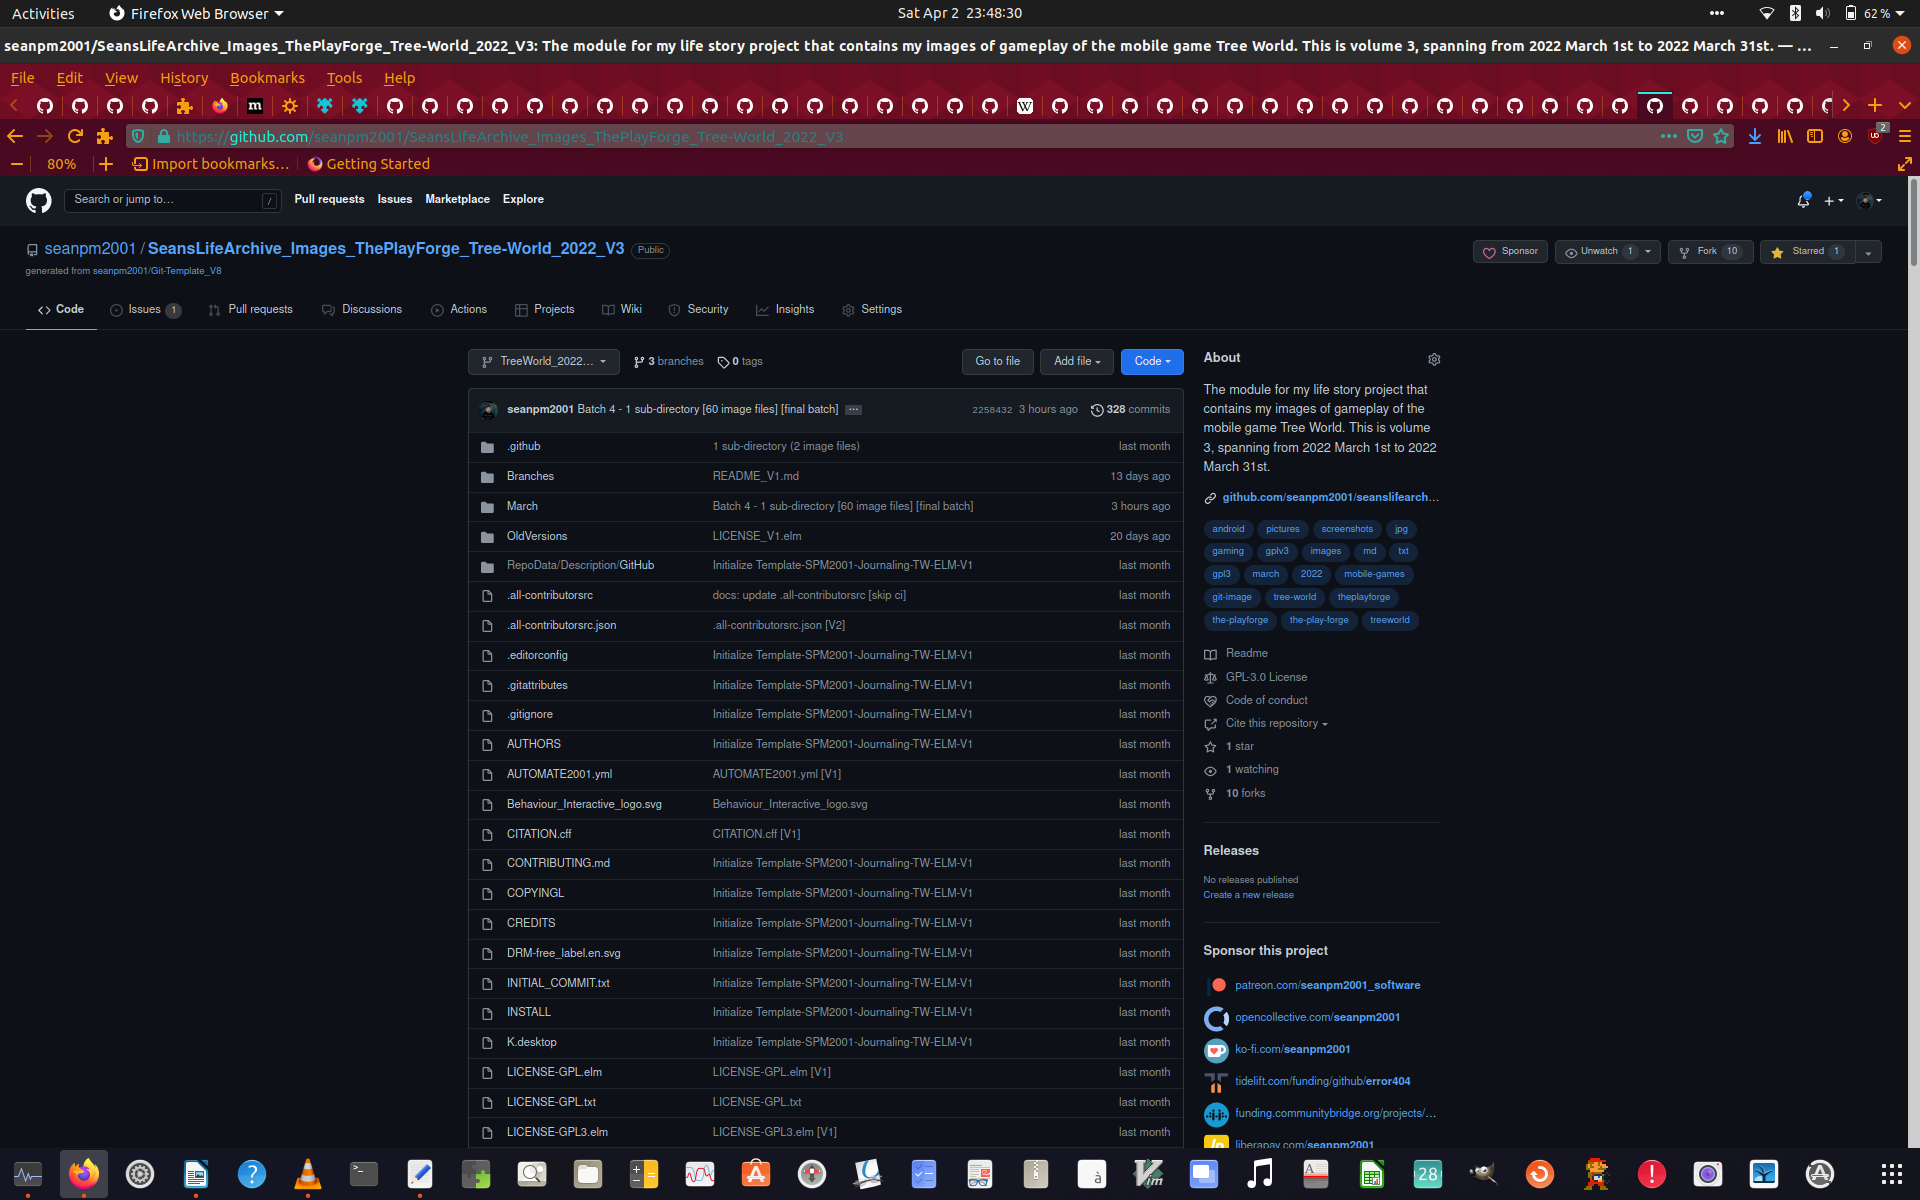 Activities Firefox Web Browser Sat Apr 2 23:48:30 62 %
seanpm2001/SeansLifeArchive_Images_ThePlayForge_Tree-World_2022_V3: The module for my life story project that contains my images of gameplay of the mobile game Tree World. This is volume 3, spanning from 2022 March 1st to 2022 March 31st. — ...
File Edit View History Bookmarks Tools Help
https://github.com/seanpm2001/SeansLifeArchive_Images_ThePlayForge_Tree-World_2022_V3 2
80% Import bookmarks... Getting Started
Search or jump to... / Pull requests Issues Marketplace Explore
seanpm2001 / SeansLifeArchive_Images_ThePlayForge_Tree-World_2022_V3 Public Sponsor Unwatch 1 Fork 10 Starred 1
generated from seanpm2001/Git-Template_V8
Code Issues 1 Pull requests Discussions Actions Projects Wiki Security Insights Settings
TreeWorld_2022... 3 branches 0 tags Go to file Add file Code
seanpm2001 Batch 4 - 1 sub-directory [60 image files] [final batch] ... 2258432 3 hours ago 328 commits
.github 1 sub-directory (2 image files) last month
Branches README_V1.md 13 days ago
March Batch 4 - 1 sub-directory [60 image files] [final batch] 3 hours ago
OldVersions LICENSE_V1.elm 20 days ago
RepoData/Description/GitHub Initialize Template-SPM2001-Journaling-TW-ELM-V1 last month
.all-contributorsrc docs: update .all-contributorsrc [skip ci] last month
.all-contributorsrc.json .all-contributorsrc.json [V2] last month
.editorconfig Initialize Template-SPM2001-Journaling-TW-ELM-V1 last month
.gitattributes Initialize Template-SPM2001-Journaling-TW-ELM-V1 last month
.gitignore Initialize Template-SPM2001-Journaling-TW-ELM-V1 last month
AUTHORS Initialize Template-SPM2001-Journaling-TW-ELM-V1 last month
AUTOMATE2001.yml AUTOMATE2001.yml [V1] last month
Behaviour_Interactive_logo.svg Behaviour_Interactive_logo.svg last month
CITATION.cff CITATION.cff [V1] last month
CONTRIBUTING.md Initialize Template-SPM2001-Journaling-TW-ELM-V1 last month
COPYINGL Initialize Template-SPM2001-Journaling-TW-ELM-V1 last month
CREDITS Initialize Template-SPM2001-Journaling-TW-ELM-V1 last month
DRM-free_label.en.svg Initialize Template-SPM2001-Journaling-TW-ELM-V1 last month
INITIAL_COMMIT.txt Initialize Template-SPM2001-Journaling-TW-ELM-V1 last month
INSTALL Initialize Template-SPM2001-Journaling-TW-ELM-V1 last month
K.desktop Initialize Template-SPM2001-Journaling-TW-ELM-V1 last month
LICENSE-GPL.elm LICENSE-GPL.elm [V1] last month
LICENSE-GPL.txt LICENSE-GPL.txt last month
LICENSE-GPL3.elm LICENSE-GPL3.elm [V1] last month
About
The module for my life story project that
contains my images of gameplay of the
mobile game Tree World. This is volume
3, spanning from 2022 March 1st to 2022
March 31st.
github.com/seanpm2001/seanslifearch...
android pictures screenshots jpg
gaming gplv3 images md txt
gpl3 march 2022 mobile-games
git-image tree-world theplayforge
the-playforge the-play-forge treeworld
Readme
GPL-3.0 License
Code of conduct
Cite this repository
1 star
1 watching
10 forks
Releases
No releases published
Create a new release
Sponsor this project
patreon.com/seanpm2001_software
opencollective.com/seanpm2001
ko-fi.com/seanpm2001
tidelift.com/funding/github/error404
funding.communitybridge.org/projects/...
liberapay.com/seanpm2001
28